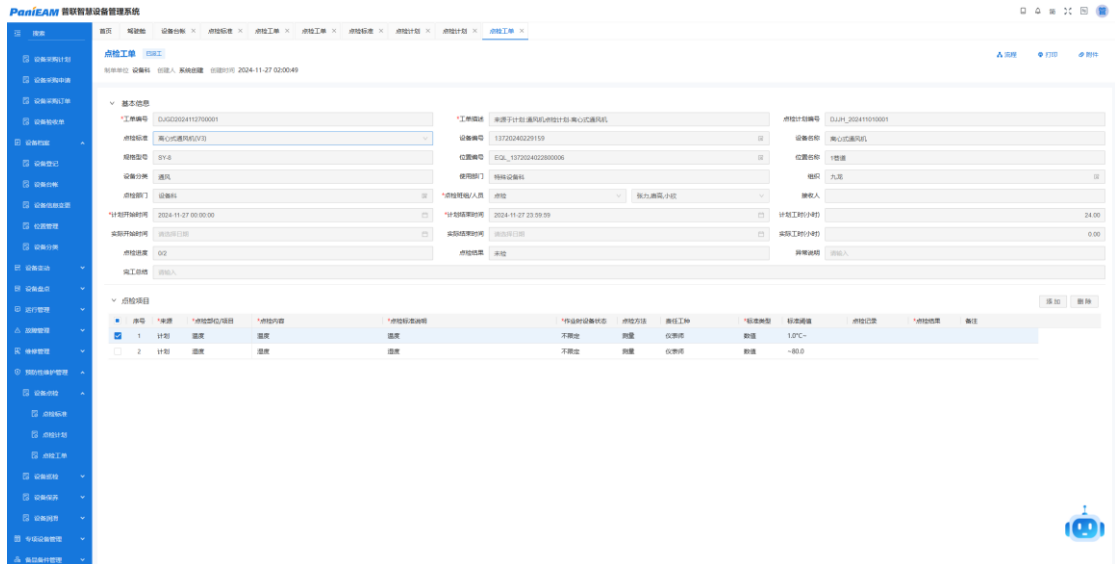 PaniEAM 普联智慧设备管理系统
搜索
首页 驾驶舱 设备台帐 × 点检标准 × 点检工单 × 点检工单 × 点检标准 × 点检计划 × 点检计划 × 点检工单 ×
点检工单 已派工
流程 打印 附件
制单单位 设备科 创建人 系统创建 创建时间 2024-11-27 02:00:49
设备采购计划
设备采购申请
设备采购订单
设备验收单
设备档案
设备登记
设备台帐
设备信息变更
位置管理
设备分类
设备变动
设备盘点
运行管理
故障管理
维修管理
预防性维护管理
设备点检
点检标准
点检计划
点检工单
设备巡检
设备保养
设备润滑
专项设备管理
备品备件管理
基本信息
*工单编号 DJGD2024112700001 *工单描述 来源于计划:通风机点检计划:离心式通风机 点检计划编号 DJJH_202411010001
点检标准 离心式通风机(V3) 设备编号 13720240229159 设备名称 离心式通风机
规格型号 SY-8 位置编号 EQL_1372024022800006 位置名称 1巷道
设备分类 通风 使用部门 特殊设备科 组织 九龙
点检部门 设备科 *点检班组/人员 点检 张力,唐英,小红 接收人
*计划开始时间 2024-11-27 00:00:00 *计划结束时间 2024-11-27 23:59:59 计划工时(小时) 24.00
实际开始时间 请选择日期 实际结束时间 请选择日期 实际工时(小时) 0.00
点检进度 0/2 点检结果 未检 异常说明 请输入
完工总结 请输入
点检项目 添加 删除
序号 *来源 *点检部位/项目 *点检内容 *点检标准说明 *作业时设备状态 点检方法 责任工种 *标准类型 标准阈值 点检记录 *点检结果 备注
1 计划 温度 温度 温度 不限定 测量 仪表师 数值 1.0°C~
2 计划 湿度 湿度 湿度 不限定 测量 仪表师 数值 ~80.0